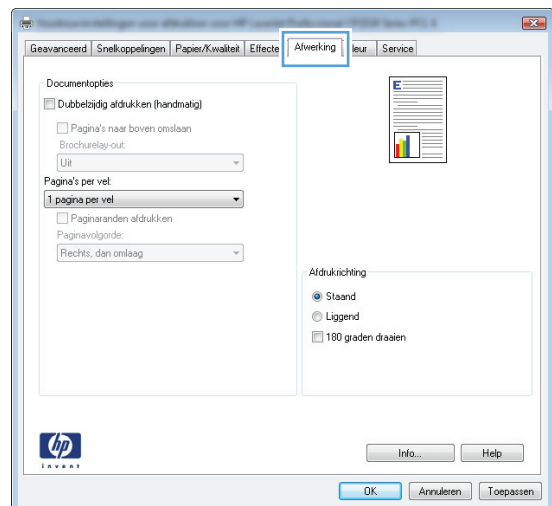 Geavanceerd Snelkoppelingen Papier/Kwaliteit Effecte Afwerking leur Service
Documentopties
Dubbelzijdig afdrukken (handmatig)
Pagina's naar boven omslaan
Brochurelay-out:
Uit
Pagina's per vel:
1 pagina per vel
Paginaranden afdrukken
Paginavolgorde:
Rechts, dan omlaag
E
Afdrukrichting
Staand
Liggend
180 graden draaien
hp
invent
Info... Help
OK Annuleren Toepassen